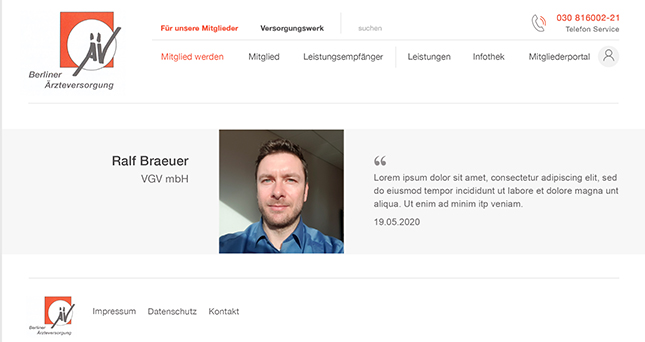 ÄV
Berliner
Ärzteversorgung
Für unsere Mitglieder
Versorgungswerk
suchen
030 816002-21
Telefon Service
Mitglied werden
Mitglied
Leistungsempfänger
Leistungen
Infothek
Mitgliederportal
Ralf Braeuer
VGV mbH
“
Lorem ipsum dolor sit amet, consectetur adipiscing elit, sed
do eiusmod tempor incididunt ut labore et dolore magna unt
aliqua. Ut enim ad minim itp veniam.
19.05.2020
ÄV
Berliner
Ärzteversorgung
Impressum
Datenschutz
Kontakt